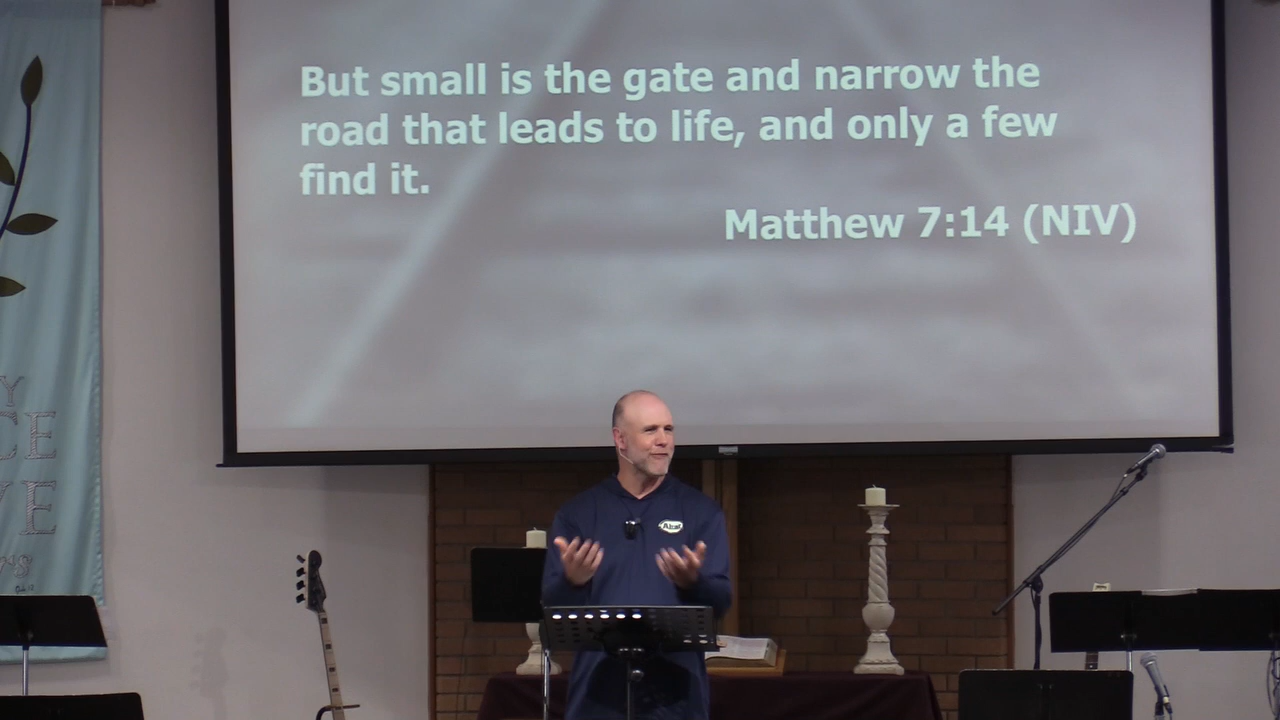 But small is the gate and narrow the
road that leads to life, and only a few
find it.
Matthew 7:14 (NIV)